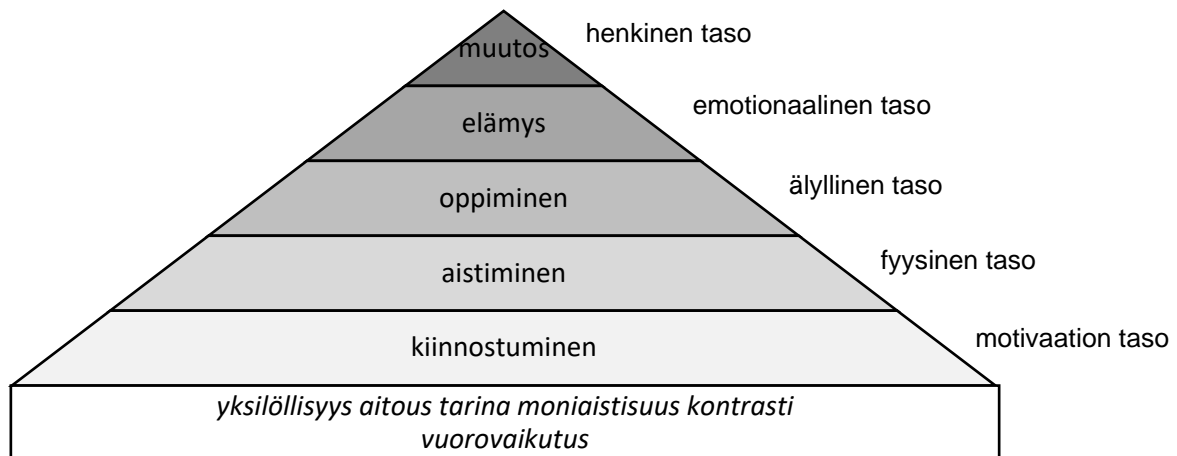 muutos
henkinen taso
elämys
emotionaalinen taso
oppiminen
älyllinen taso
aistiminen
fyysinen taso
kiinnostuminen
motivaation taso
yksilöllisyys aitous tarina moniaistisuus kontrasti
vuorovaikutus